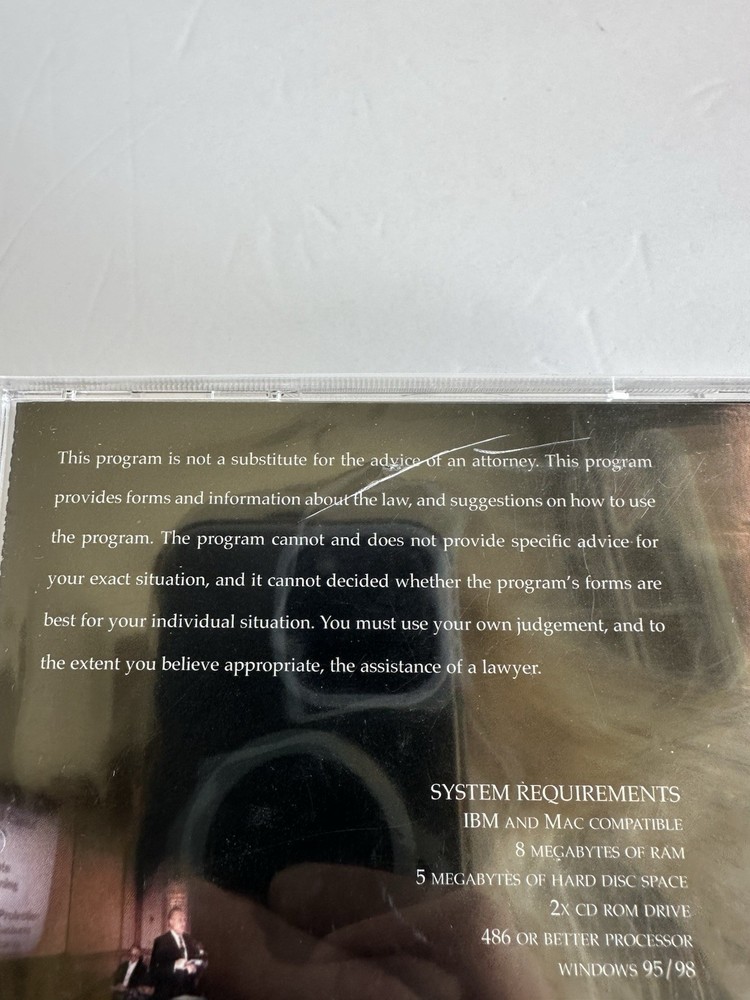 This program is not a substitute for the advice of an attorney. This program
provides forms and information about the law, and suggestions on how to use
the program. The program cannot and does not provide specific advice for
your exact situation, and it cannot decided whether the program's forms are
best for your individual situation. You must use your own judgement, and to
the extent you believe appropriate, the assistance of a lawyer.
SYSTEM REQUIREMENTS
IBM AND MAC COMPATIBLE
8 MEGABYTES OF RAM
5 MEGABYTES OF HARD DISC SPACE
2X CD ROM DRIVE
486 OR BETTER PROCESSOR
WINDOWS 95/98